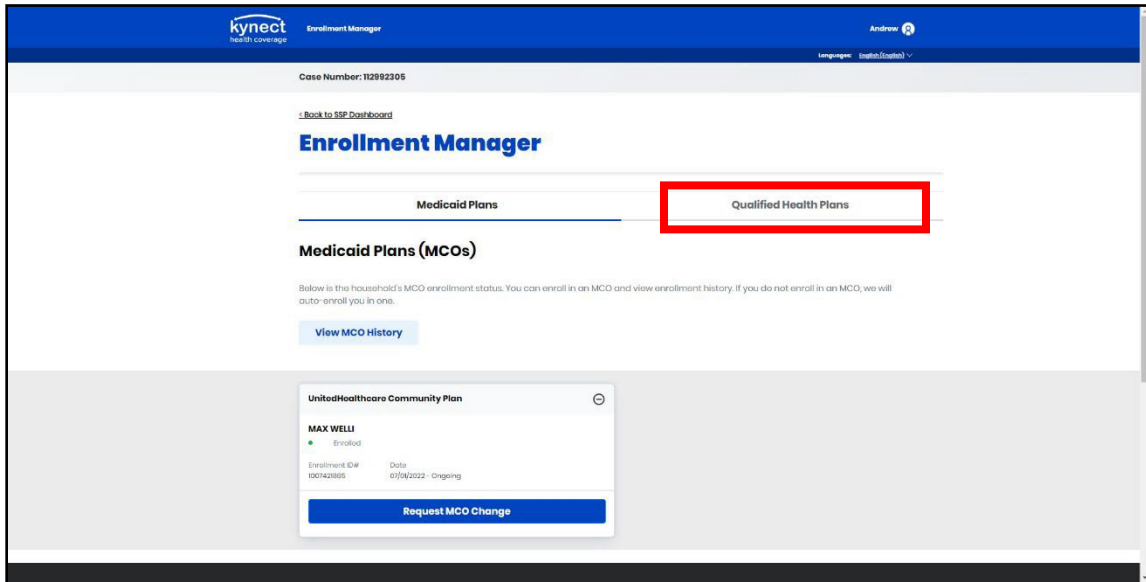 kynect
health coverage
Enrollment Manager
Andrew
Languages: English (English)
Case Number: 112992305
< Back to SSP Dashboard
Enrollment Manager
Medicaid Plans
Qualified Health Plans
Medicaid Plans (MCOs)
Below is the household's MCO enrollment status. You can enroll in an MCO and view enrollment history. If you do not enroll in an MCO, we will
auto-enroll you in one.
View MCO History
UnitedHealthcare Community Plan
MAX WELLI
Enrolled
Enrollment ID# Date
1007421865 07/01/2022 - Ongoing
Request MCO Change